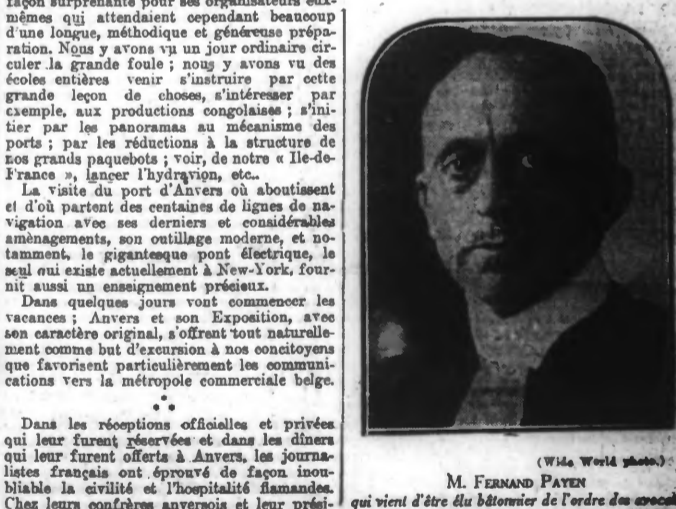 façon surprenante pour ses organisateurs eux-
mêmes qui attendaient cependant beaucoup
d'une longue, méthodique et généreuse prépa-
ration. Nous y avons vu un jour ordinaire cir-
culer la grande foule ; nous y avons vu des
écoles entières venir s'instruire par cette
grande leçon de choses, s'intéresser par
exemple, aux productions congolaises ; s'ini-
tier par les panoramas au mécanisme des
ports ; par les réductions à la structure de
nos grands paquebots ; voir, de notre « Ile-de-
France », lancer l'hydravion, etc..
La visite du port d'Anvers où aboutissent
et d'où partent des centaines de lignes de na-
vigation avec ses derniers et considérables
amènagements, son outillage moderne, et no-
tamment, le gigantesque pont électrique, le
seul qui existe actuellement à New-York, four-
nit aussi un enseignement précieux.
Dans quelques jours vont commencer les
vacances ; Anvers et son Exposition, avec
son caractère original, s'offrent tout naturelle-
ment comme but d'excursion à nos concitoyens
que favorisent particulièrement les communi-
cations vers la métropole commerciale belge.
Dans les réceptions officielles et privées
qui leur furent réservées et dans les dîners
qui leur furent offerts à Anvers, les journa-
listes français ont éprouvé de façon inou-
bliable la civilité et l'hospitalité flamandes.
Chez leurs confrères anversois et leur prési-
(Wide World photo.)
M. FERNAND PAYEN
qui vient d'être élu bâtonnier de l'ordre des avocats